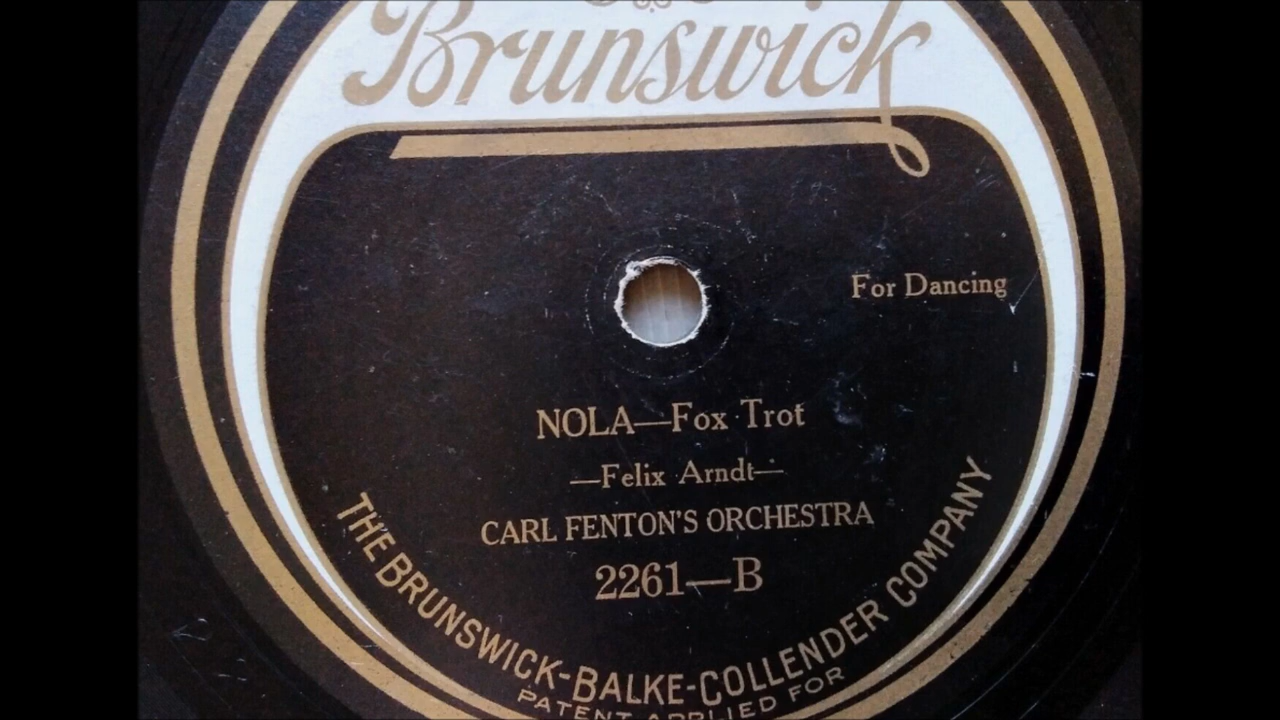 Brunswick
For Dancing
NOLA—Fox Trot
—Felix Arndt—
CARL FENTON'S ORCHESTRA
2261—B
THE BRUNSWICK-BALKE-COLLENDER COMPANY
PATENT APPLIED FOR